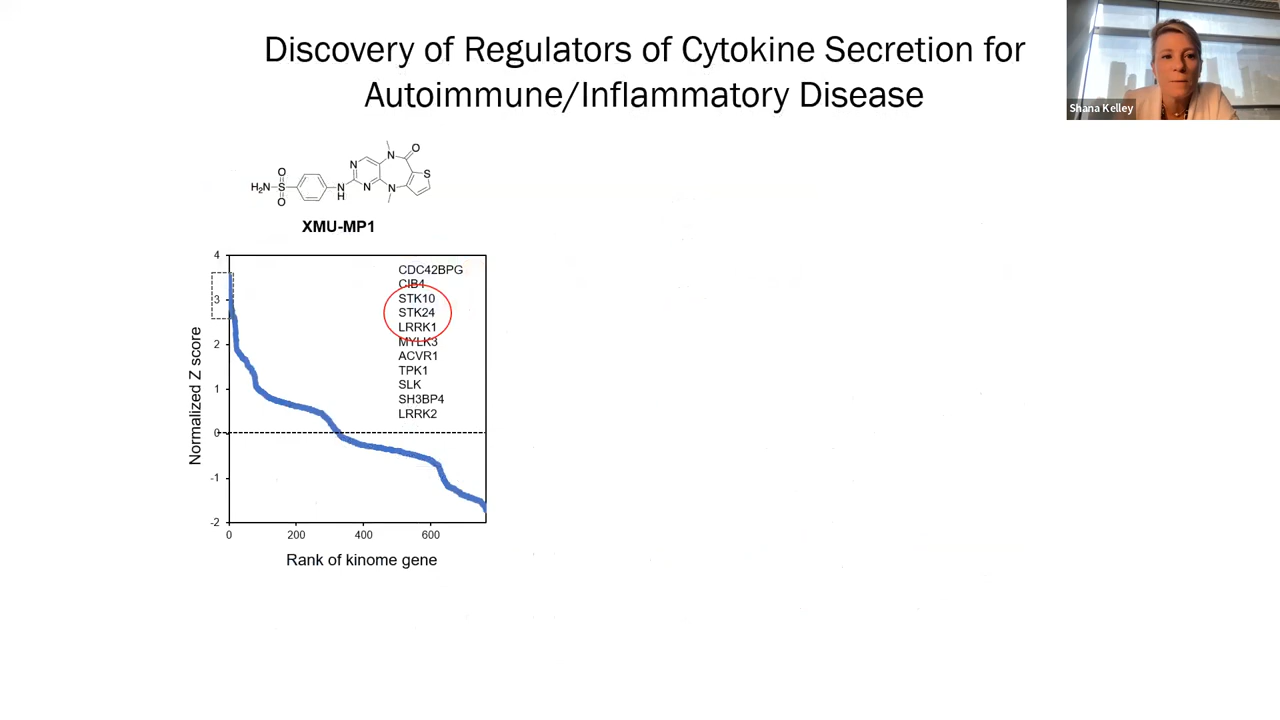 Discovery of Regulators of Cytokine Secretion for
Autoimmune/Inflammatory Disease
Shana Kelley
N
O
S
N
N
N
N
H
S
O
O
H₂N
XMU-MP1
4
3
2
1
0
-1
-2
Normalized Z score
CDC42BPG
CIB4
STK10
STK24
LRRK1
MYLK3
ACVR1
TPK1
SLK
SH3BP4
LRRK2
0 200 400 600
Rank of kinome gene